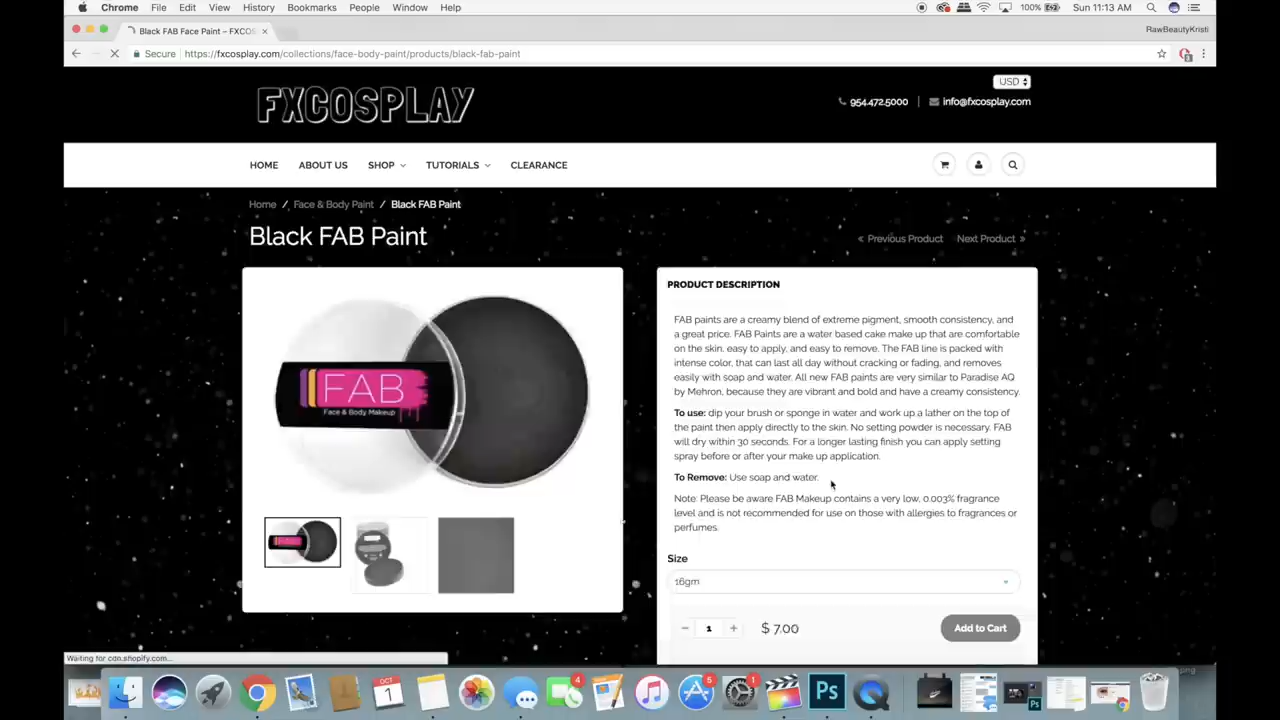 Chrome File Edit View History Bookmarks People Window Help 100% Sun 11:13 AM
Black FAB Face Paint – FXCOS
RawBeautyKristi
Secure https://fxcosplay.com/collections/face-body-paint/products/black-fab-paint
USD
FXCOSPLAY
954.472.5000 | info@fxcosplay.com
HOME ABOUT US SHOP TUTORIALS CLEARANCE
Home / Face & Body Paint / Black FAB Paint
Black FAB Paint
« Previous Product Next Product »
PRODUCT DESCRIPTION
FAB paints are a creamy blend of extreme pigment, smooth consistency, and
a great price. FAB Paints are a water based cake make up that are comfortable
on the skin, easy to apply, and easy to remove. The FAB line is packed with
intense color, that can last all day without cracking or fading, and removes
easily with soap and water. All new FAB paints are very similar to Paradise AQ
by Mehron, because they are vibrant and bold and have a creamy consistency.
To use: dip your brush or sponge in water and work up a lather on the top of
the paint then apply directly to the skin. No setting powder is necessary. FAB
will dry within 30 seconds. For a longer lasting finish you can apply setting
spray before or after your make up application.
To Remove: Use soap and water.
Note: Please be aware FAB Makeup contains a very low, 0.003% fragrance
level and is not recommended for use on those with allergies to fragrances or
perfumes.
FAB
Face & Body Makeup
Size
16gm
− 1 + $ 7.00 Add to Cart
Waiting for cdn.shopify.com...
OCT
1
4
5
1
Ps
Ps